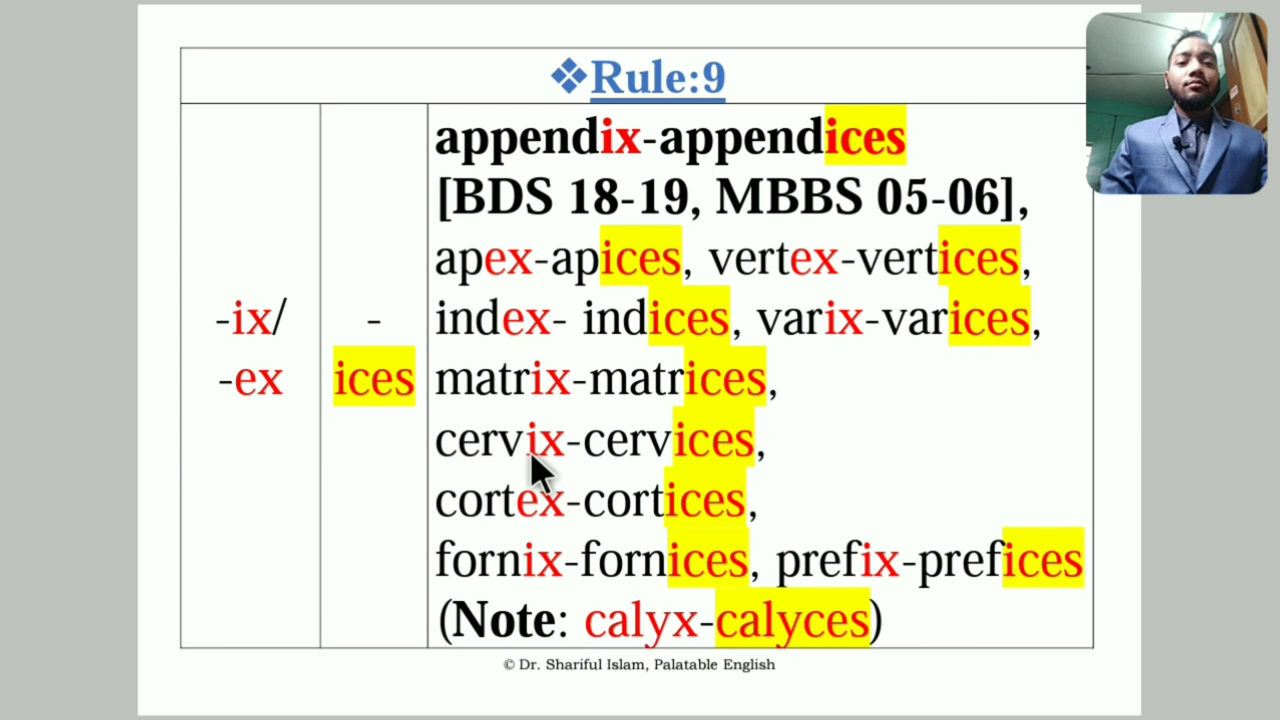 ❖Rule:9
appendix-appendices
[BDS 18-19, MBBS 05-06],
apex-apices, vertex-vertices,
-ix/ - index- indices, varix-varices,
-ex ices matrix-matrices,
cervix-cervices,
cortex-cortices,
fornix-fornices, prefix-prefices
(Note: calyx-calyces)
© Dr. Shariful Islam, Palatable English